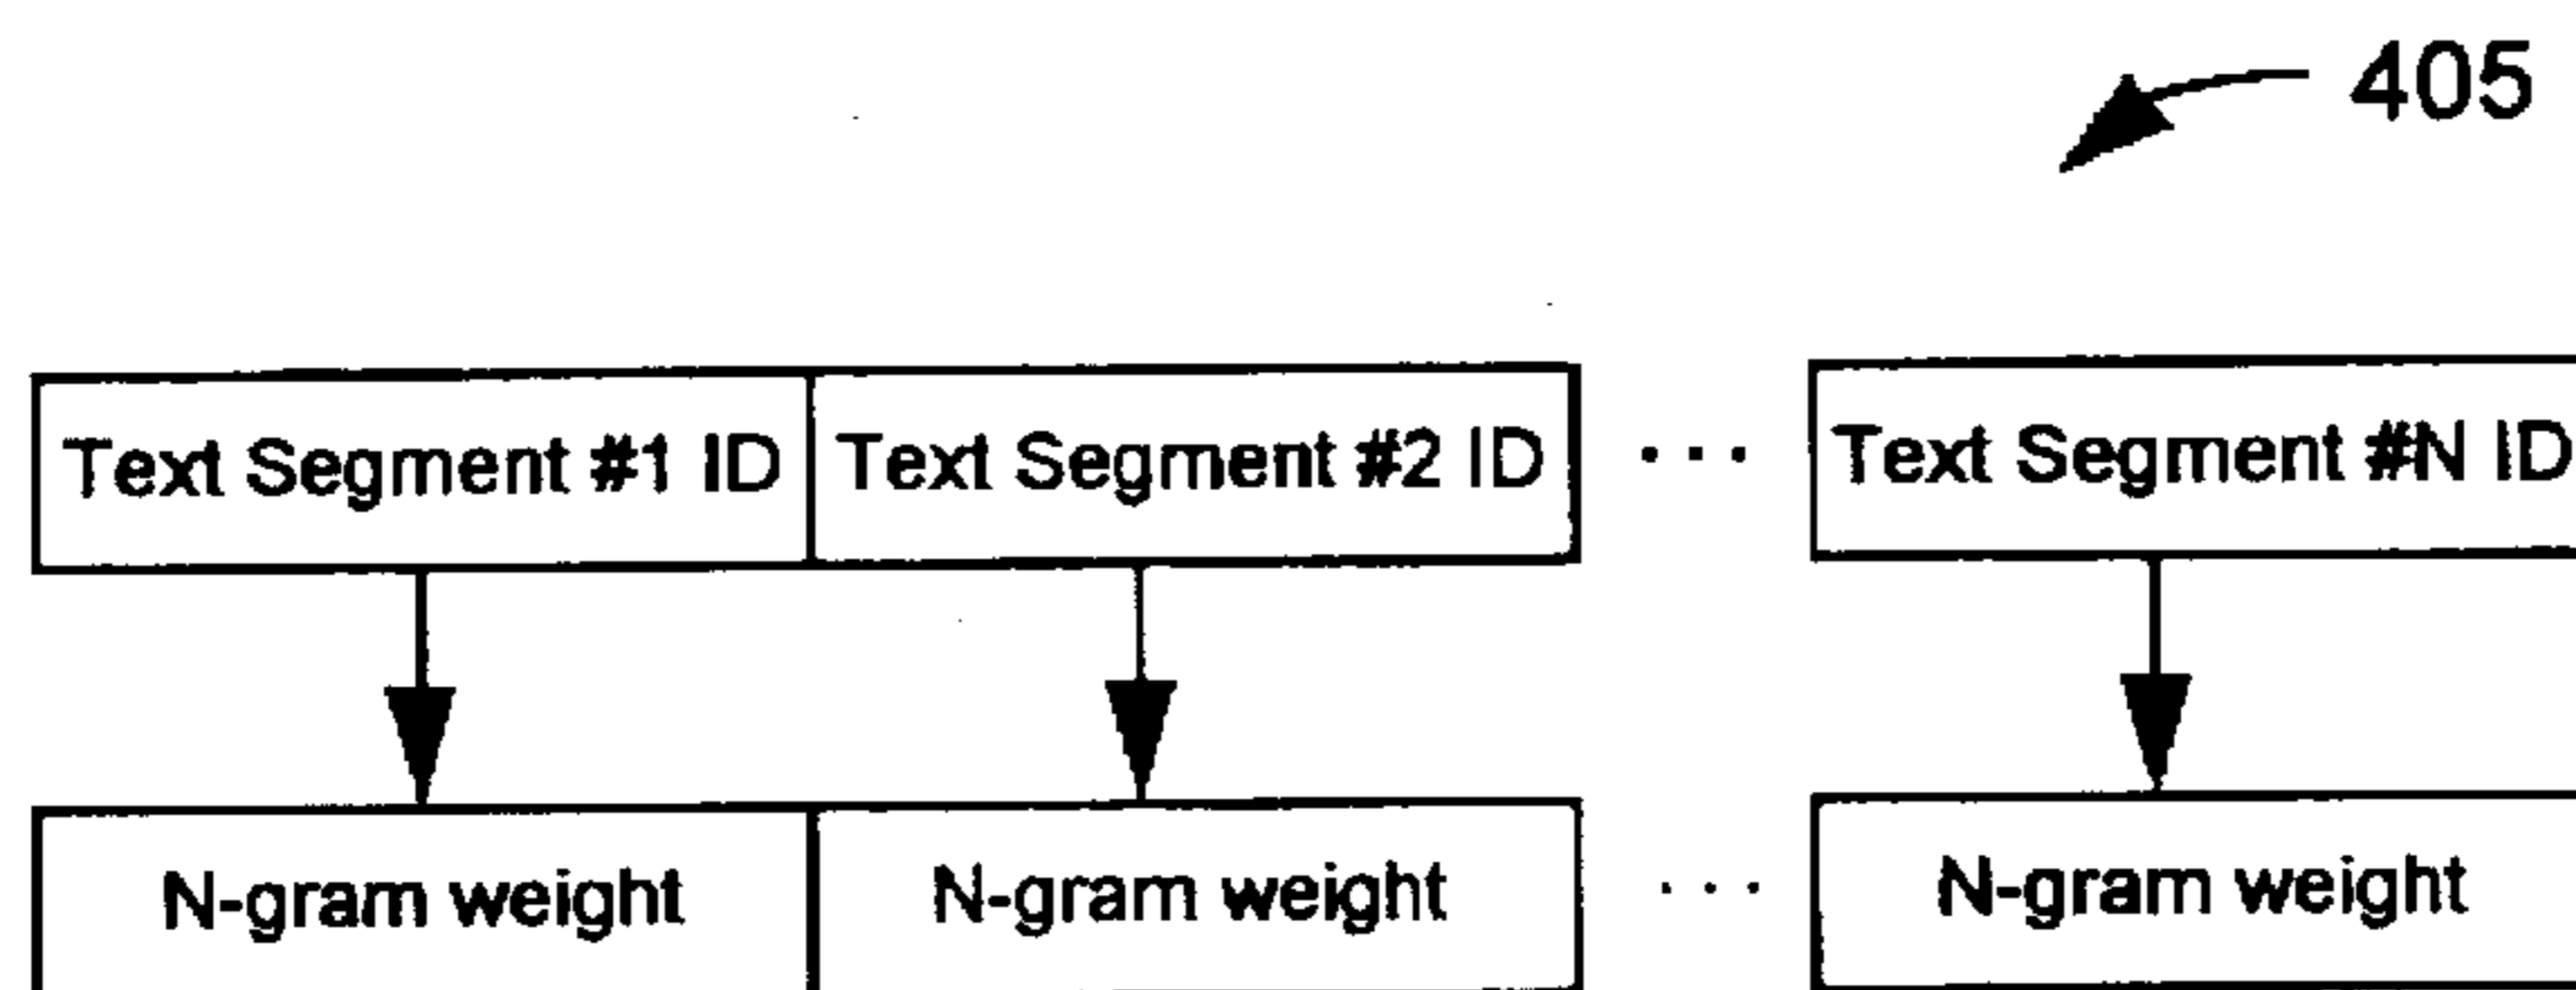 405
Text Segment #1 ID Text Segment #2 ID ... Text Segment #N ID
N-gram weight N-gram weight ... N-gram weight